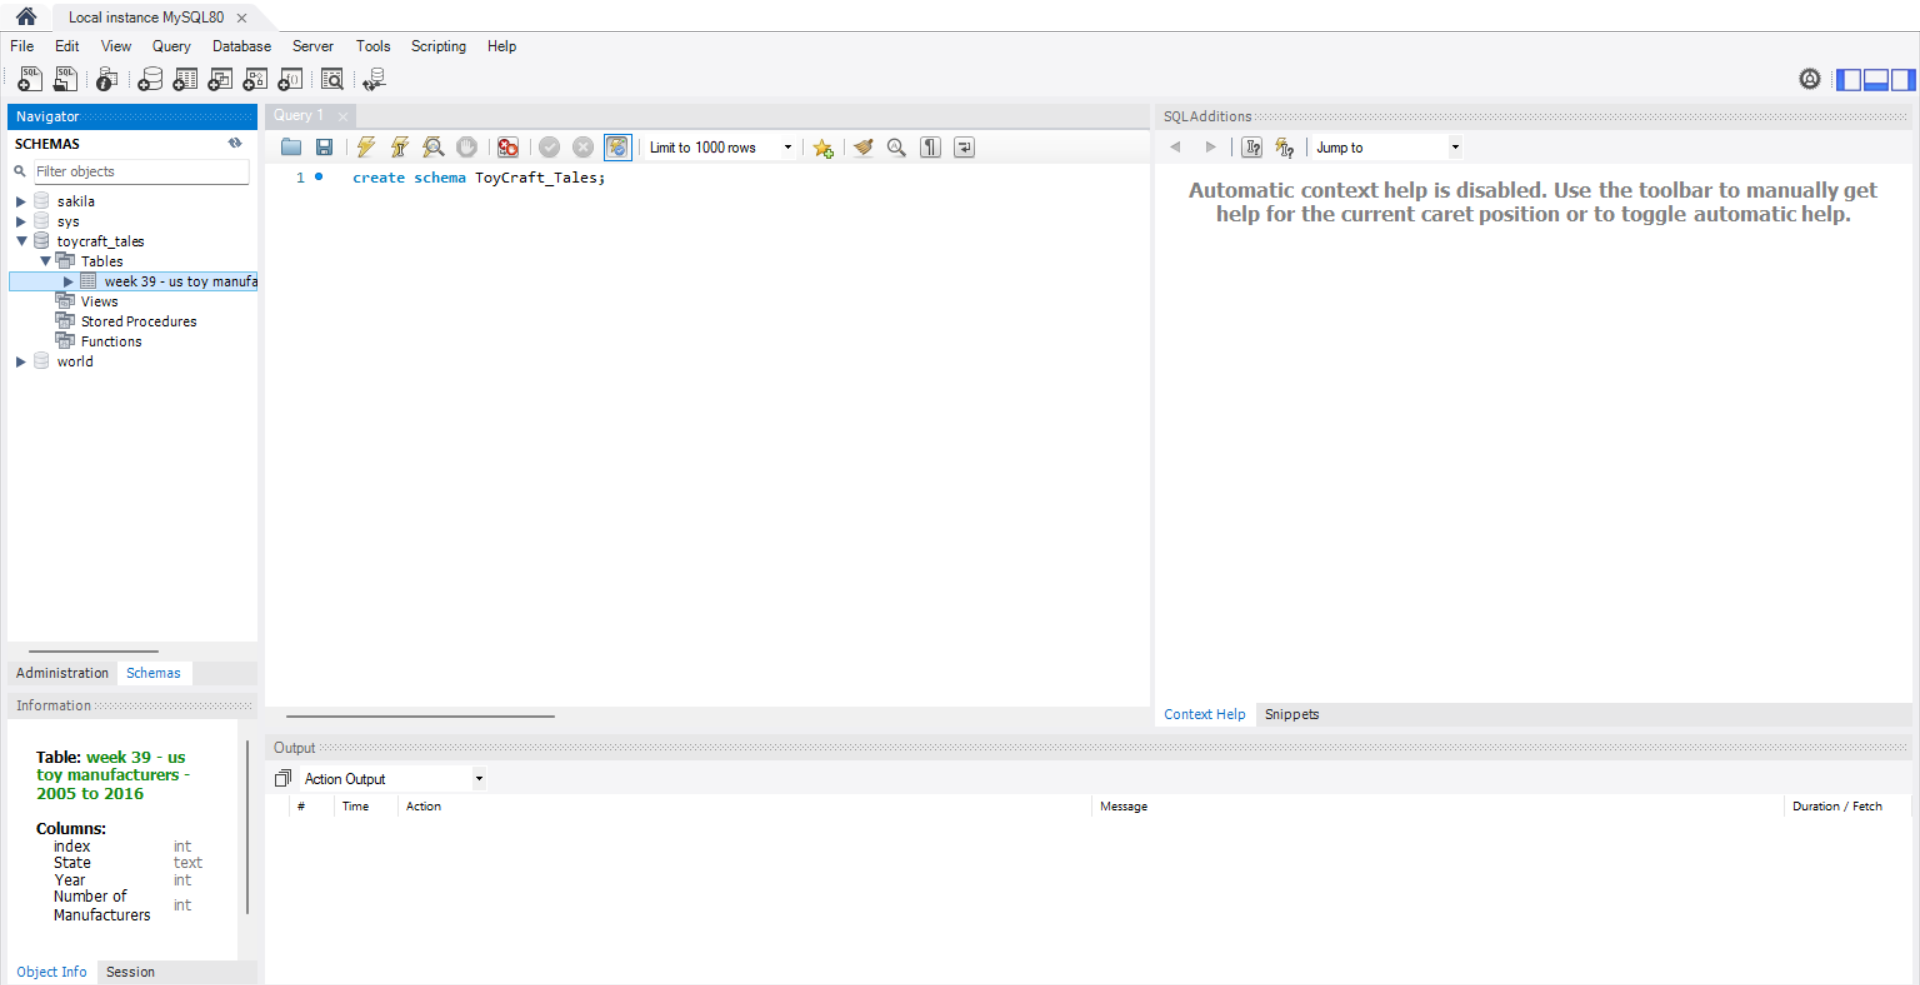 Local instance MySQL80
File Edit View Query Database Server Tools Scripting Help
Navigator
SCHEMAS
Filter objects
sakila
sys
toycraft_tales
Tables
week 39 - us toy manufa
Views
Stored Procedures
Functions
world
Administration Schemas
Information
Table: week 39 - us
toy manufacturers -
2005 to 2016
Columns:
index int
State text
Year int
Number of
Manufacturers int
Object Info Session
Query 1
Limit to 1000 rows
1 create schema ToyCraft_Tales;
SQLAdditions
Jump to
Automatic context help is disabled. Use the toolbar to manually get
help for the current caret position or to toggle automatic help.
Context Help Snippets
Output
Action Output
# Time Action Message Duration / Fetch